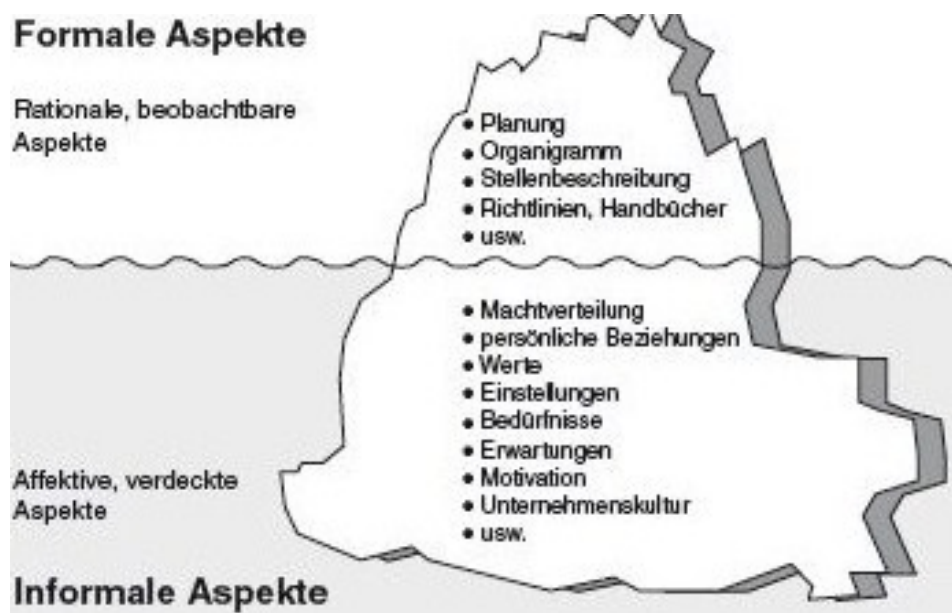 Formale Aspekte
Rationale, beobachtbare
Aspekte
• Planung
• Organigramm
• Stellenbeschreibung
• Richtlinien, Handbücher
• usw.
• Machtverteilung
• persönliche Beziehungen
• Werte
• Einstellungen
• Bedürfnisse
• Erwartungen
• Motivation
• Unternehmenskultur
• usw.
Affektive, verdeckte
Aspekte
Informale Aspekte